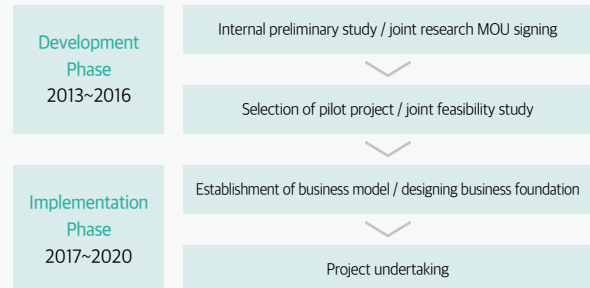 Development
Phase
2013~2016
Internal preliminary study / joint research MOU signing
Selection of pilot project / joint feasibility study
Implementation
Phase
2017~2020
Establishment of business model / designing business foundation
Project undertaking